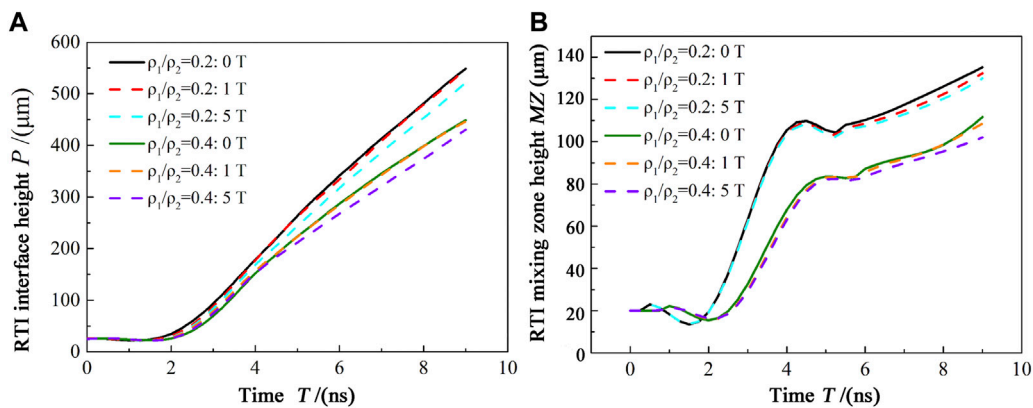 A
RTI interface height P /(μm)
600
500
400
300
200
100
0
ρ1/ρ2=0.2: 0 T
ρ1/ρ2=0.2: 1 T
ρ1/ρ2=0.2: 5 T
ρ1/ρ2=0.4: 0 T
ρ1/ρ2=0.4: 1 T
ρ1/ρ2=0.4: 5 T
0 2 4 6 8 10
Time T /(ns)
B
RTI mixing zone height MZ (μm)
140
120
100
80
60
40
20
0
ρ1/ρ2=0.2: 0 T
ρ1/ρ2=0.2: 1 T
ρ1/ρ2=0.2: 5 T
ρ1/ρ2=0.4: 0 T
ρ1/ρ2=0.4: 1 T
ρ1/ρ2=0.4: 5 T
0 2 4 6 8 10
Time T /(ns)